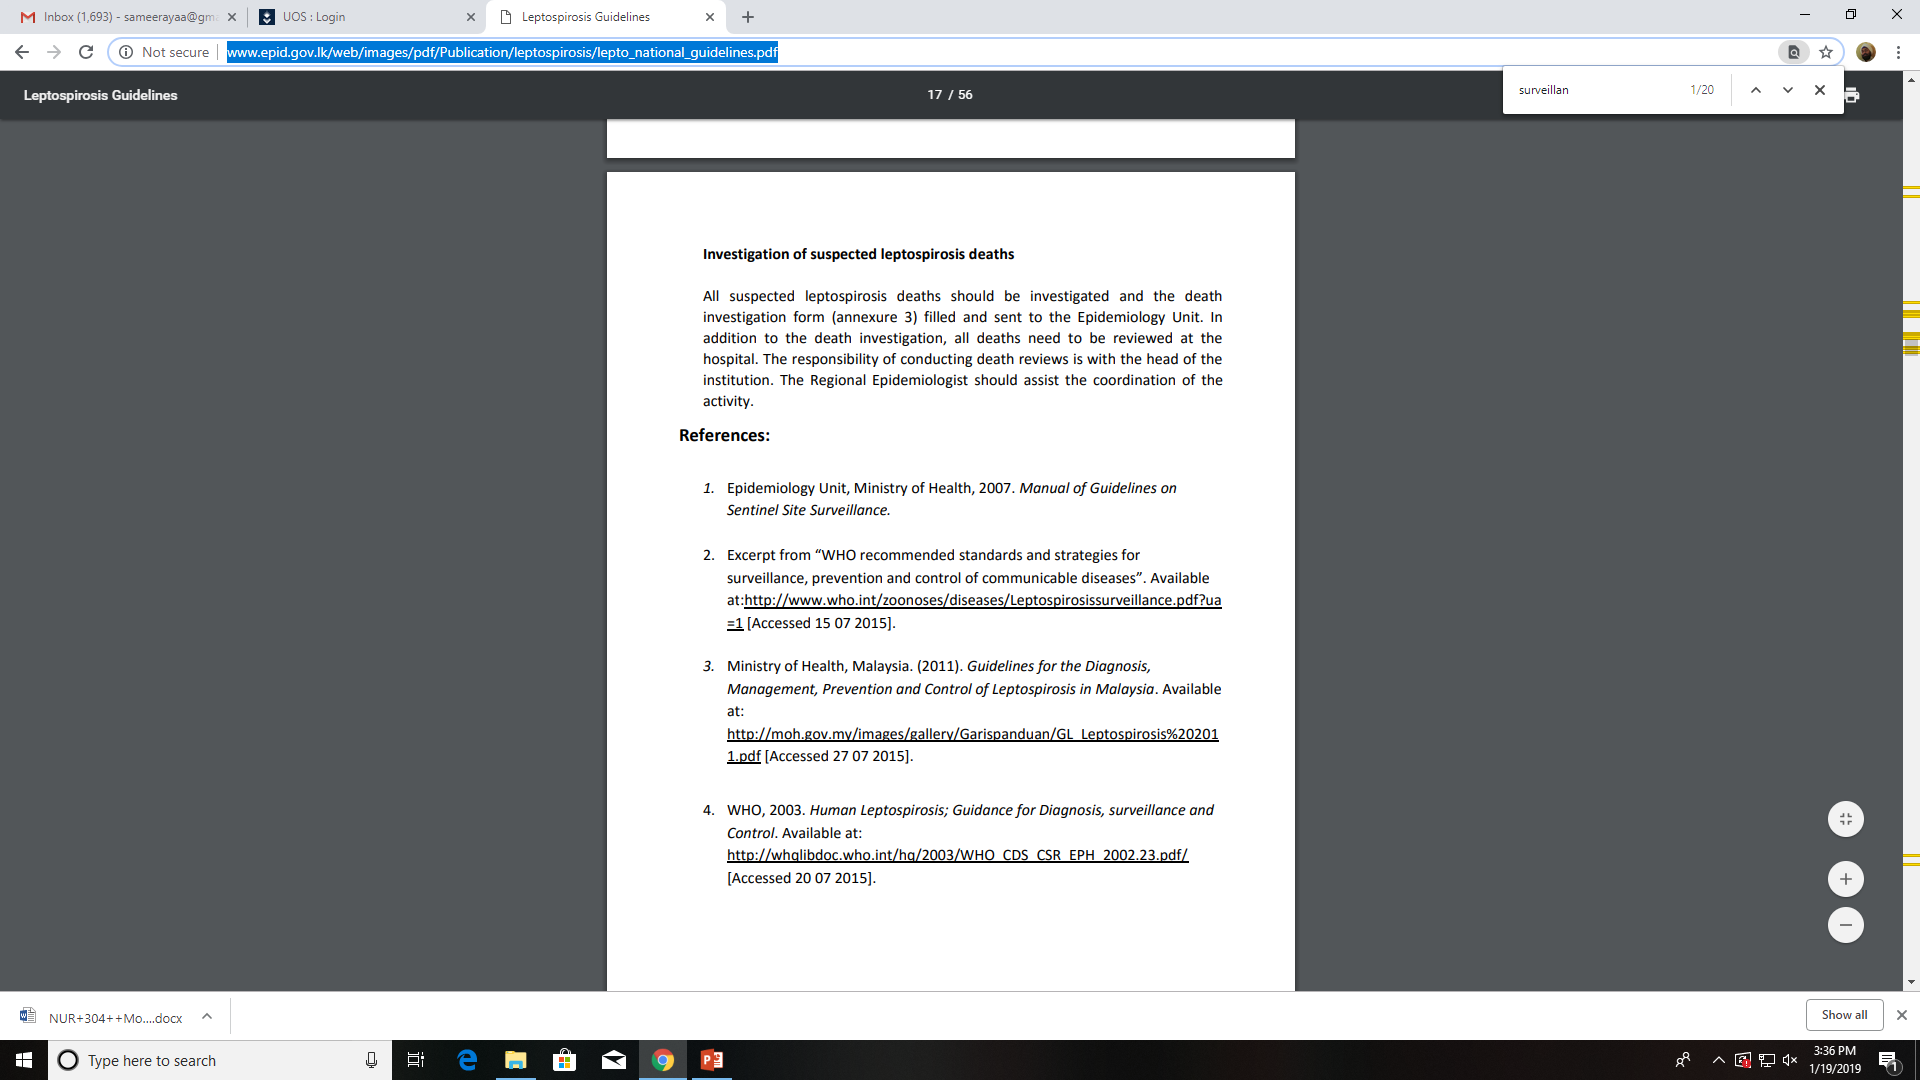 Inbox (1,693) - sameerayaa@gm
UOS : Login
Leptospirosis Guidelines
Not secure
www.epid.gov.lk/web/images/pdf/Publication/leptospirosis/lepto_national_guidelines.pdf
Leptospirosis Guidelines
17 / 56
surveillan
1/20
Investigation of suspected leptospirosis deaths
All suspected leptospirosis deaths should be investigated and the death
investigation form (annexure 3) filled and sent to the Epidemiology Unit. In
addition to the death investigation, all deaths need to be reviewed at the
hospital. The responsibility of conducting death reviews is with the head of the
institution. The Regional Epidemiologist should assist the coordination of the
activity.
References:
1. Epidemiology Unit, Ministry of Health, 2007. Manual of Guidelines on
Sentinel Site Surveillance.
2. Excerpt from “WHO recommended standards and strategies for
surveillance, prevention and control of communicable diseases”. Available
at:http://www.who.int/zoonoses/diseases/Leptospirosissurveillance.pdf?ua
=1 [Accessed 15 07 2015].
3. Ministry of Health, Malaysia. (2011). Guidelines for the Diagnosis,
Management, Prevention and Control of Leptospirosis in Malaysia. Available
at:
http://moh.gov.my/images/gallery/Garispanduan/GL_Leptospirosis%20201
1.pdf [Accessed 27 07 2015].
4. WHO, 2003. Human Leptospirosis; Guidance for Diagnosis, surveillance and
Control. Available at:
http://whqlibdoc.who.int/hq/2003/WHO_CDS_CSR_EPH_2002.23.pdf/
[Accessed 20 07 2015].
NUR+304++Mo....docx
Show all
Type here to search
3:36 PM
1/19/2019
1